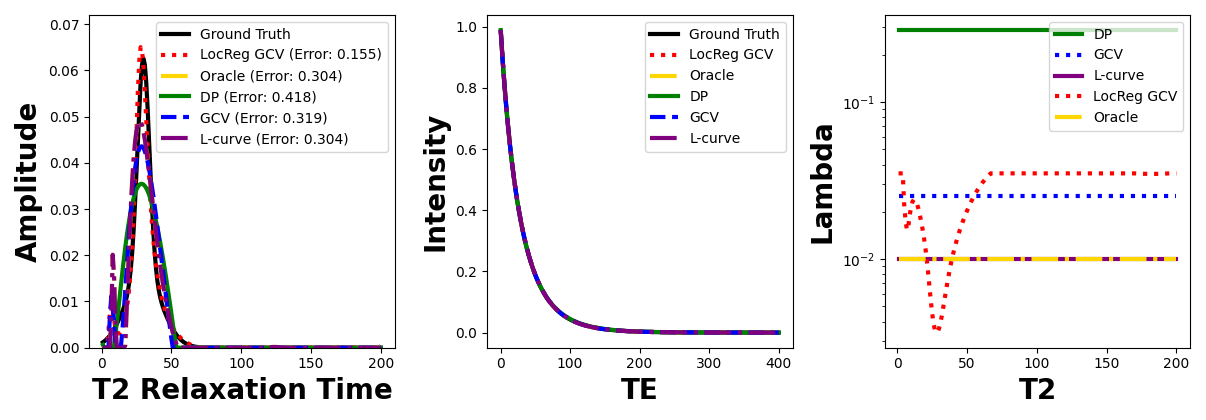 0.07
0.06
0.05
0.04
0.03
0.02
0.01
0.00
Amplitude
Ground Truth
LocReg GCV (Error: 0.155)
Oracle (Error: 0.304)
DP (Error: 0.418)
GCV (Error: 0.319)
L-curve (Error: 0.304)
0 50 100 150 200
T2 Relaxation Time
1.0
0.8
0.6
0.4
0.2
0.0
Intensity
Ground Truth
LocReg GCV
Oracle
DP
GCV
L-curve
0 100 200 300 400
TE
10⁻¹
10⁻²
Lambda
DP
GCV
L-curve
LocReg GCV
Oracle
0 50 100 150 200
T2